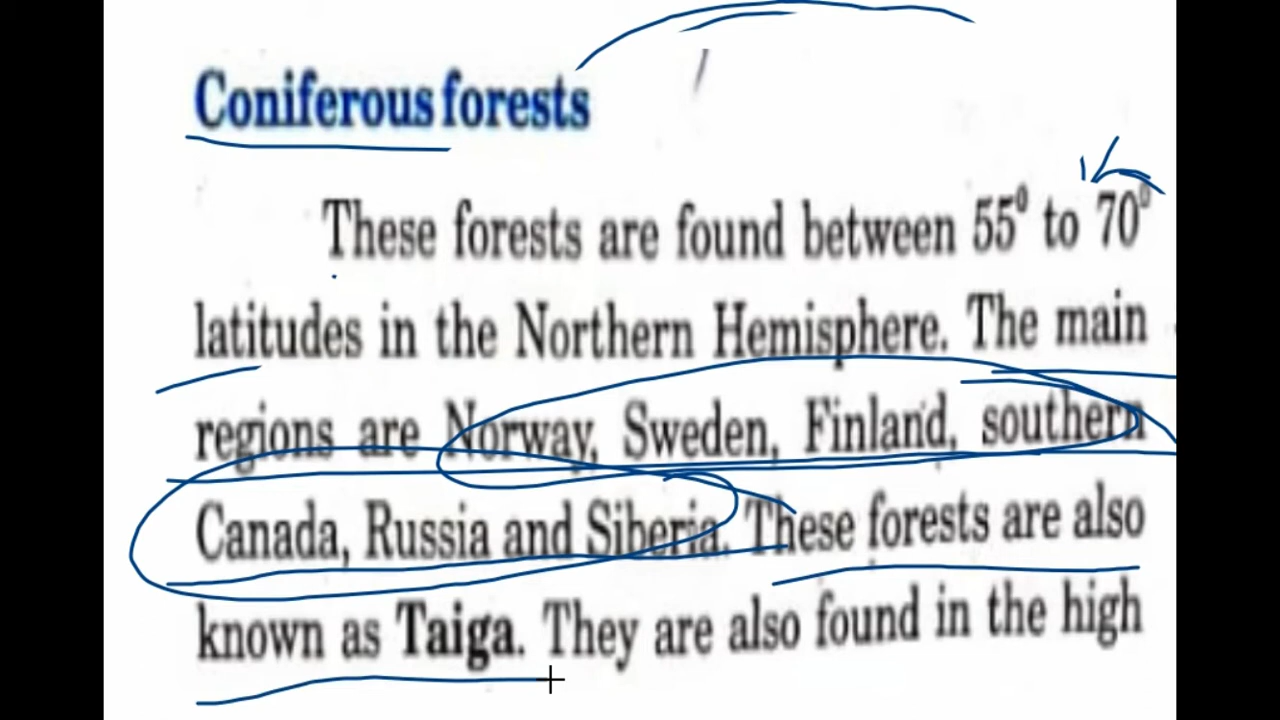 Coniferous forests
These forests are found between 55⁰ to 70⁰
latitudes in the Northern Hemisphere. The main
regions are Norway, Sweden, Finland, southern
Canada, Russia and Siberia. These forests are also
known as Taiga. They are also found in the high